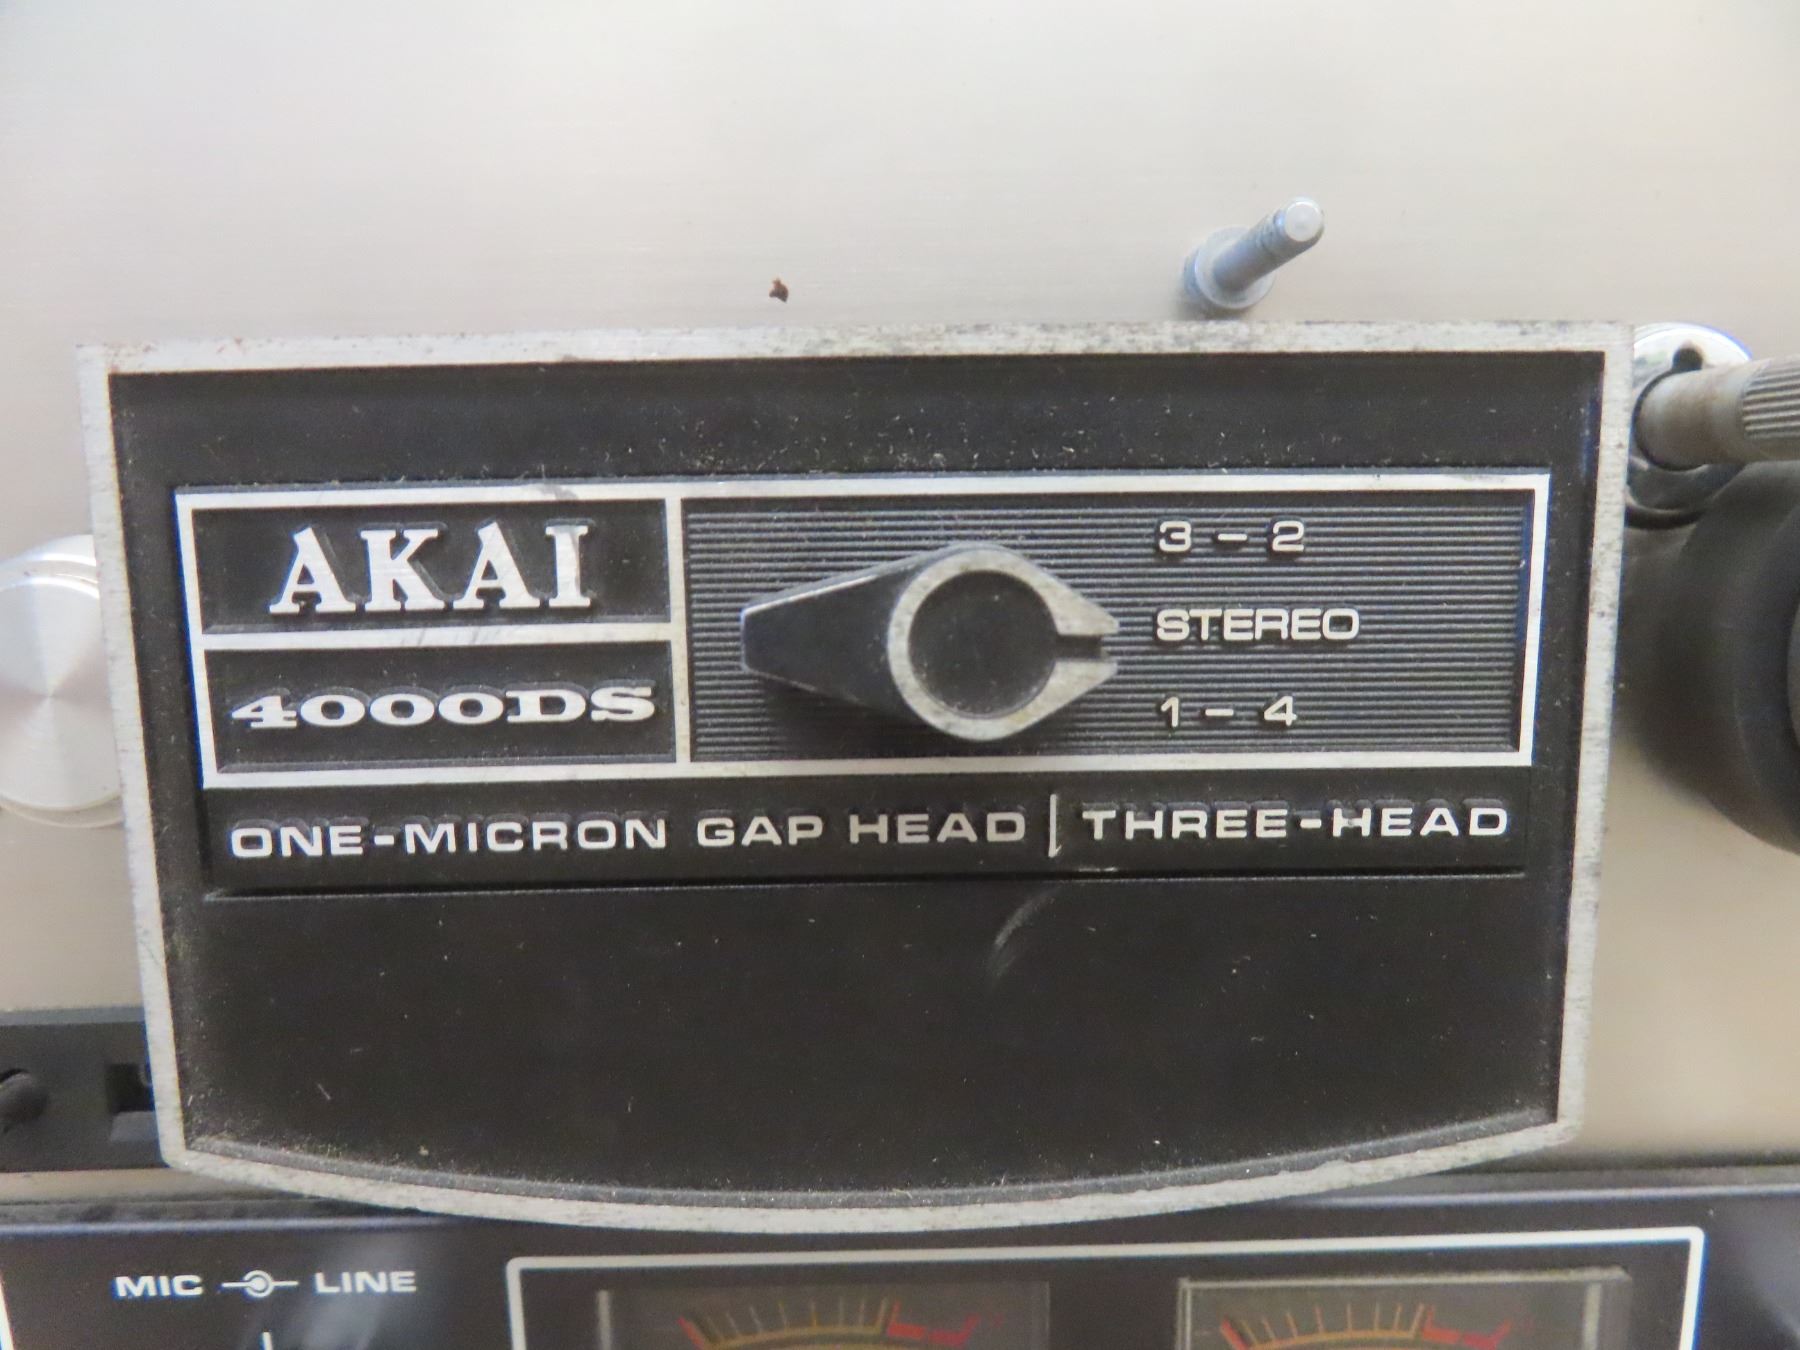 AKAI
4000DS
3 - 2
STEREO
1 - 4
ONE-MICRON GAP HEAD | THREE-HEAD
MIC LINE